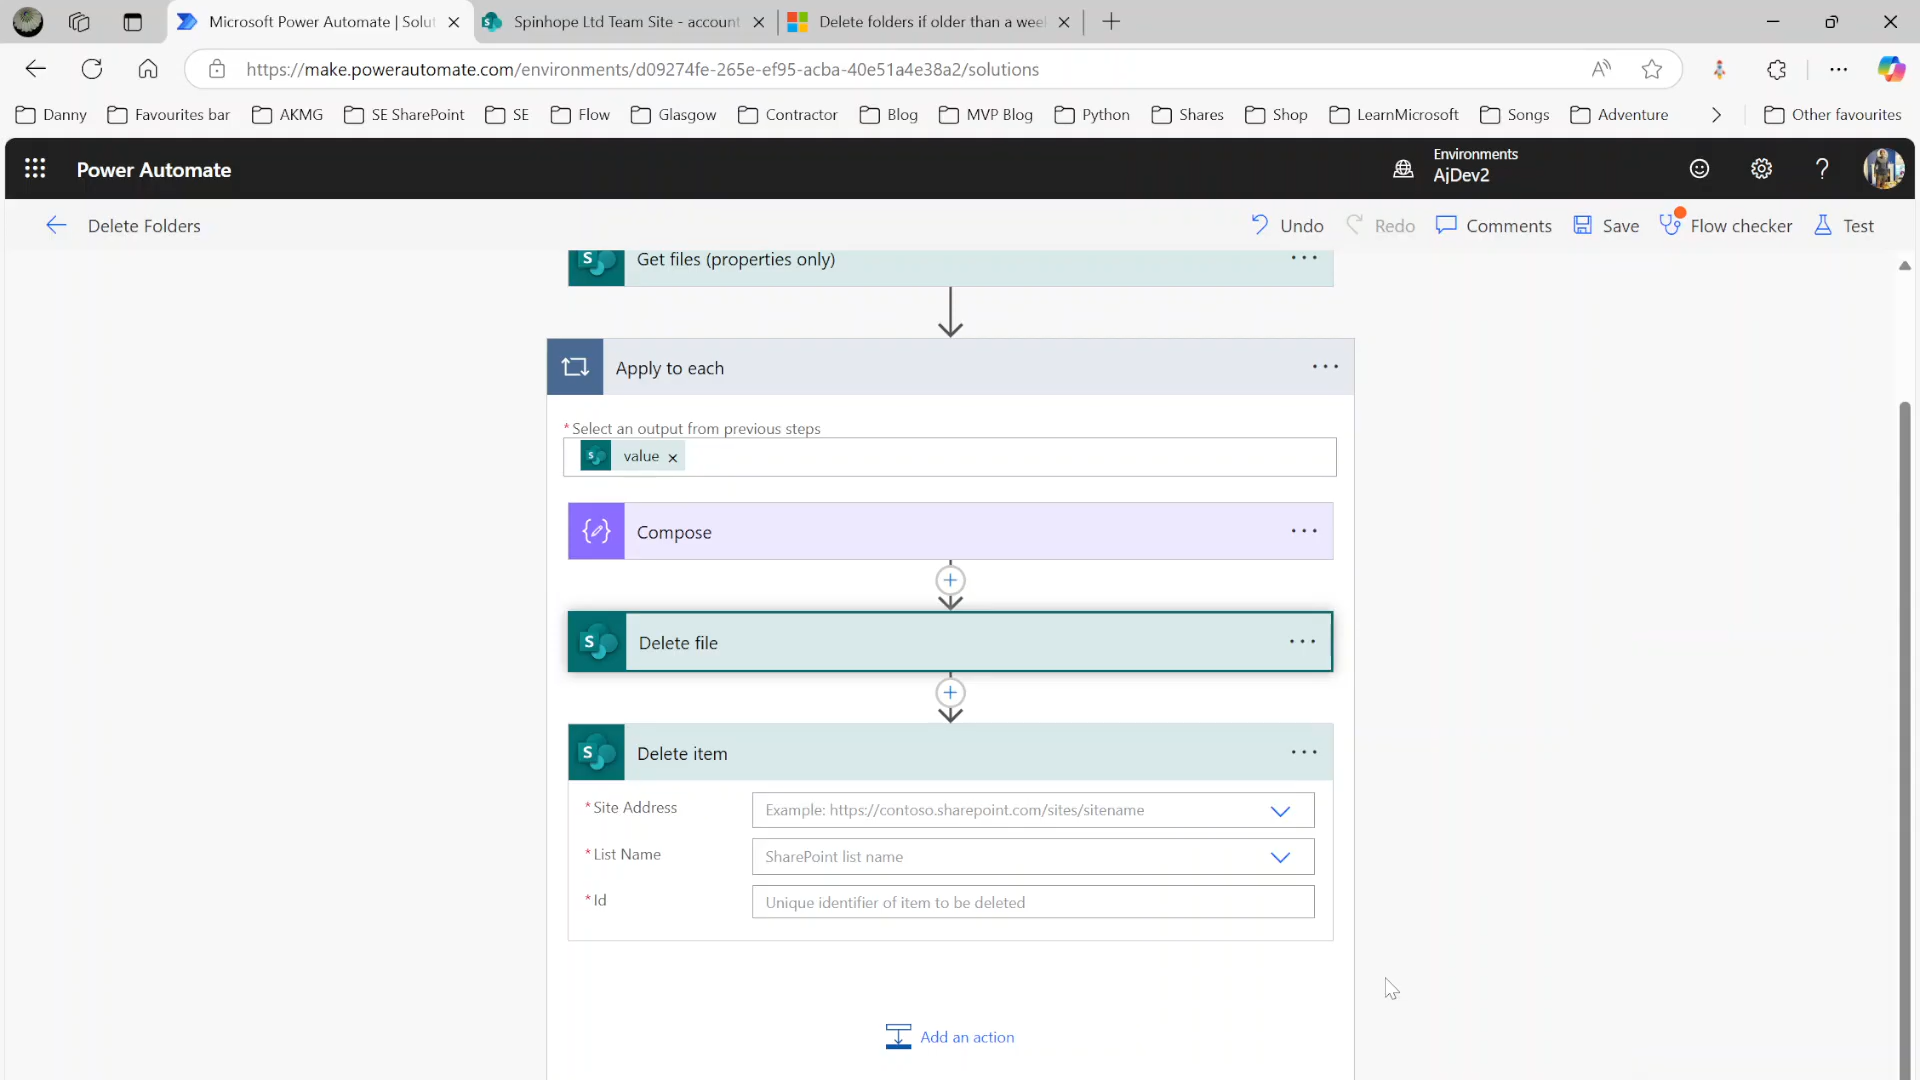 Microsoft Power Automate | Solut
Spinhope Ltd Team Site - account
Delete folders if older than a wee
https://make.powerautomate.com/environments/d09274fe-265e-ef95-acba-40e51a4e38a2/solutions
Danny
Favourites bar
AKMG
SE SharePoint
SE
Flow
Glasgow
Contractor
Blog
MVP Blog
Python
Shares
Shop
LearnMicrosoft
Songs
Adventure
Other favourites
Power Automate
Environments
AjDev2
Delete Folders
Undo
Redo
Comments
Save
Flow checker
Test
Get files (properties only)
Apply to each
* Select an output from previous steps
value
Compose
Delete file
Delete item
* Site Address
Example: https://contoso.sharepoint.com/sites/sitename
* List Name
SharePoint list name
* Id
Unique identifier of item to be deleted
Add an action